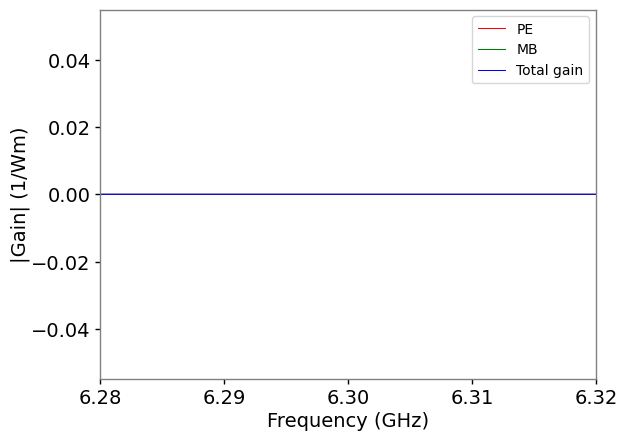 PE
MB
Total gain
|Gain| (1/Wm)
0.04
0.02
0.00
−0.02
−0.04
6.28
6.29
6.30
6.31
6.32
Frequency (GHz)